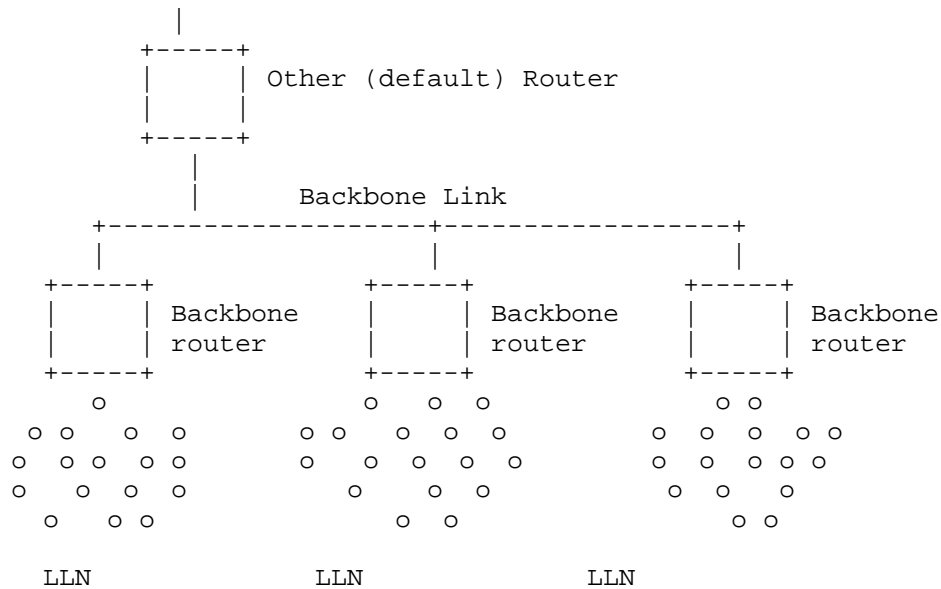 Other (default) Router
Backbone Link
Backbone Backbone Backbone
router router router
o o o o o o
o o o o o o o o o o o o o o
o o o o o o o o o o o o o o o
o o o o o o o o o o
o o o o o o o
LLN LLN LLN